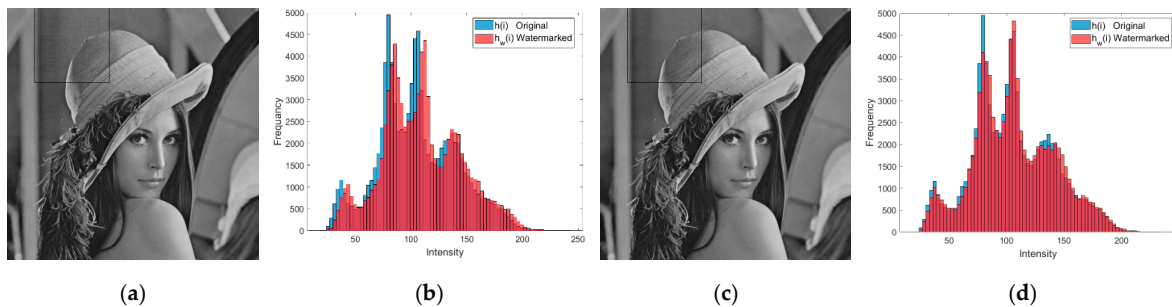 5000
4500
4000
3500
3000
2500
2000
1500
1000
500
0
Frequancy
50 100 150 200 250
Intensity
h(i) Original
h_w(i) Watermarked
5000
4500
4000
3500
3000
2500
2000
1500
1000
500
0
Frequency
50 100 150 200
Intensity
h(i) Original
h_w(i) Watermarked
(a) (b) (c) (d)